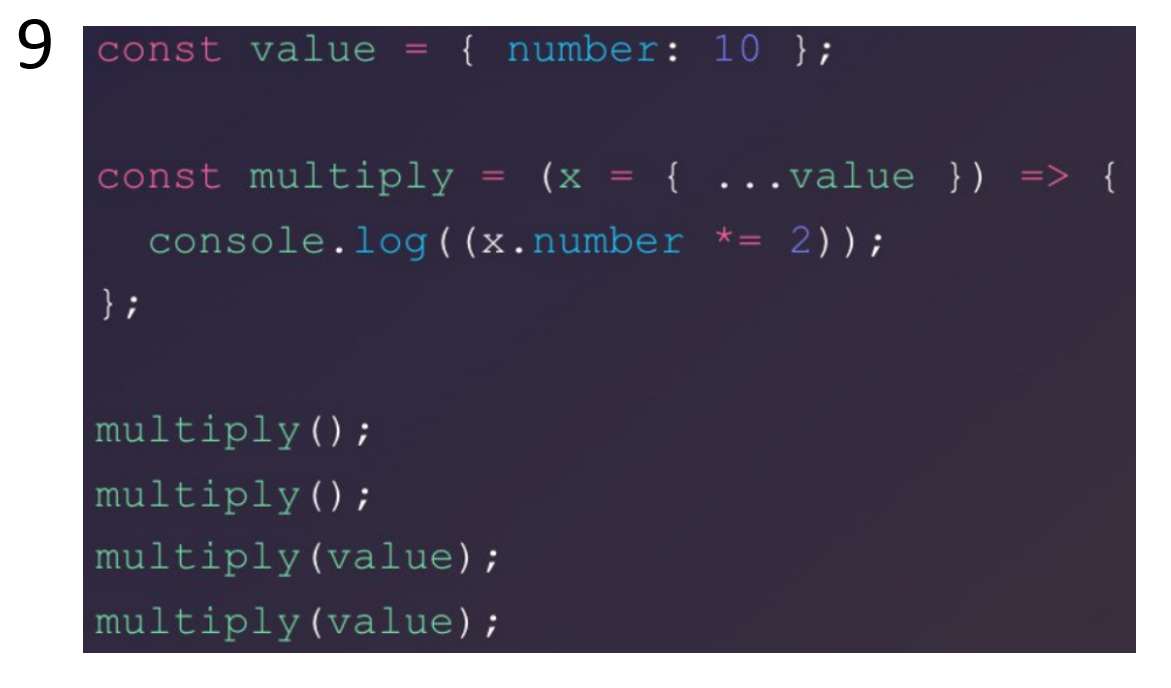 9
const value = { number: 10 };
const multiply = (x = { ...value }) => {
  console.log((x.number *= 2));
};
multiply();
multiply();
multiply(value);
multiply(value);